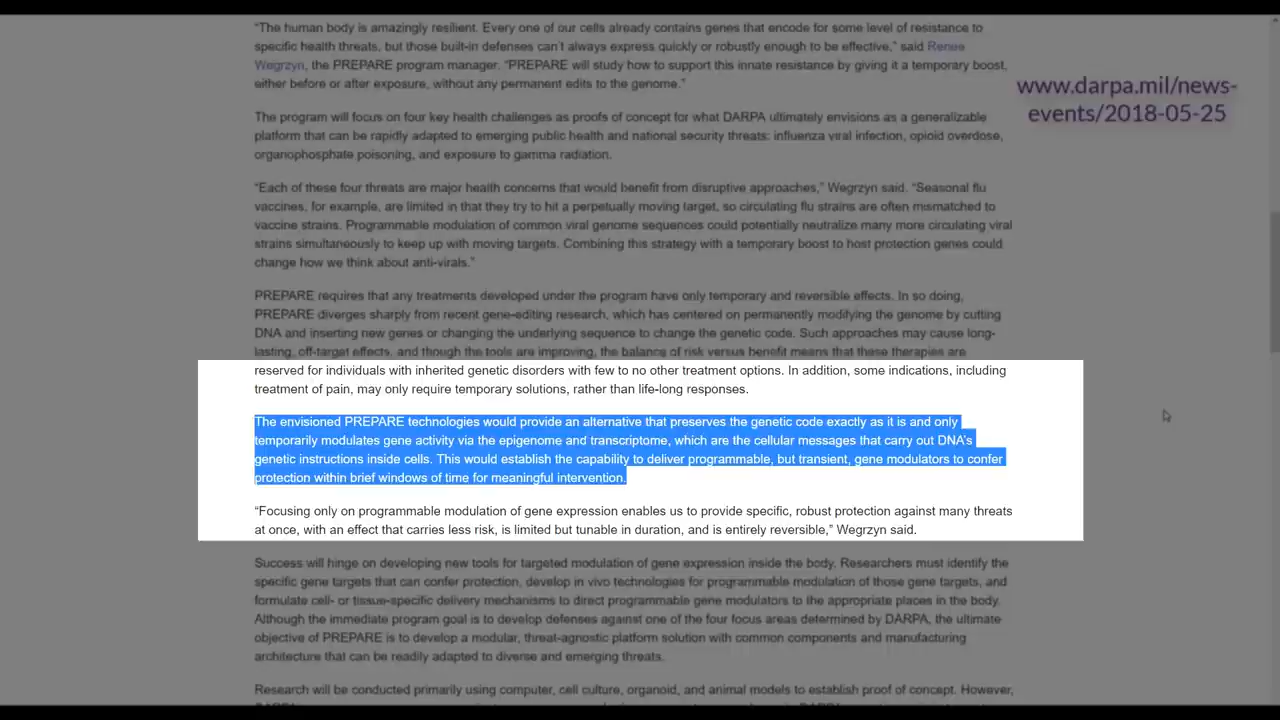 “The human body is amazingly resilient. Every one of our cells already contains genes that encode for some level of resistance to
specific health threats, but those built-in defenses can’t always express quickly or robustly enough to be effective,” said Renee
Wegrzyn, the PREPARE program manager. “PREPARE will study how to support this innate resistance by giving it a temporary boost,
either before or after exposure, without any permanent edits to the genome.”
www.darpa.mil/news-
events/2018-05-25
The program will focus on four key health challenges as proofs of concept for what DARPA ultimately envisions as a generalizable
platform that can be rapidly adapted to emerging public health and national security threats: influenza viral infection, opioid overdose,
organophosphate poisoning, and exposure to gamma radiation.
“Each of these four threats are major health concerns that would benefit from disruptive approaches,” Wegrzyn said. “Seasonal flu
vaccines, for example, are limited in that they try to hit a perpetually moving target, so circulating flu strains are often mismatched to
vaccine strains. Programmable modulation of common viral genome sequences could potentially neutralize many more circulating viral
strains simultaneously to keep up with moving targets. Combining this strategy with a temporary boost to host protection genes could
change how we think about anti-virals.”
PREPARE requires that any treatments developed under the program have only temporary and reversible effects. In so doing,
PREPARE diverges sharply from recent gene-editing research, which has centered on permanently modifying the genome by cutting
DNA and inserting new genes or changing the underlying sequence to change the genetic code. Such approaches may cause long-
lasting, off-target effects, and though the tools are improving, the balance of risk versus benefit means that these therapies are
reserved for individuals with inherited genetic disorders with few to no other treatment options. In addition, some indications, including
treatment of pain, may only require temporary solutions, rather than life-long responses.
The envisioned PREPARE technologies would provide an alternative that preserves the genetic code exactly as it is and only
temporarily modulates gene activity via the epigenome and transcriptome, which are the cellular messages that carry out DNA’s
genetic instructions inside cells. This would establish the capability to deliver programmable, but transient, gene modulators to confer
protection within brief windows of time for meaningful intervention.
“Focusing only on programmable modulation of gene expression enables us to provide specific, robust protection against many threats
at once, with an effect that carries less risk, is limited but tunable in duration, and is entirely reversible,” Wegrzyn said.
Success will hinge on developing new tools for targeted modulation of gene expression inside the body. Researchers must identify the
specific gene targets that can confer protection, develop in vivo technologies for programmable modulation of those gene targets, and
formulate cell- or tissue-specific delivery mechanisms to direct programmable gene modulators to the appropriate places in the body.
Although the immediate program goal is to develop defenses against one of the four focus areas determined by DARPA, the ultimate
objective of PREPARE is to develop a modular, threat-agnostic platform solution with common components and manufacturing
architecture that can be readily adapted to diverse and emerging threats.
Research will be conducted primarily using computer, cell culture, organoid, and animal models to establish proof of concept. However,